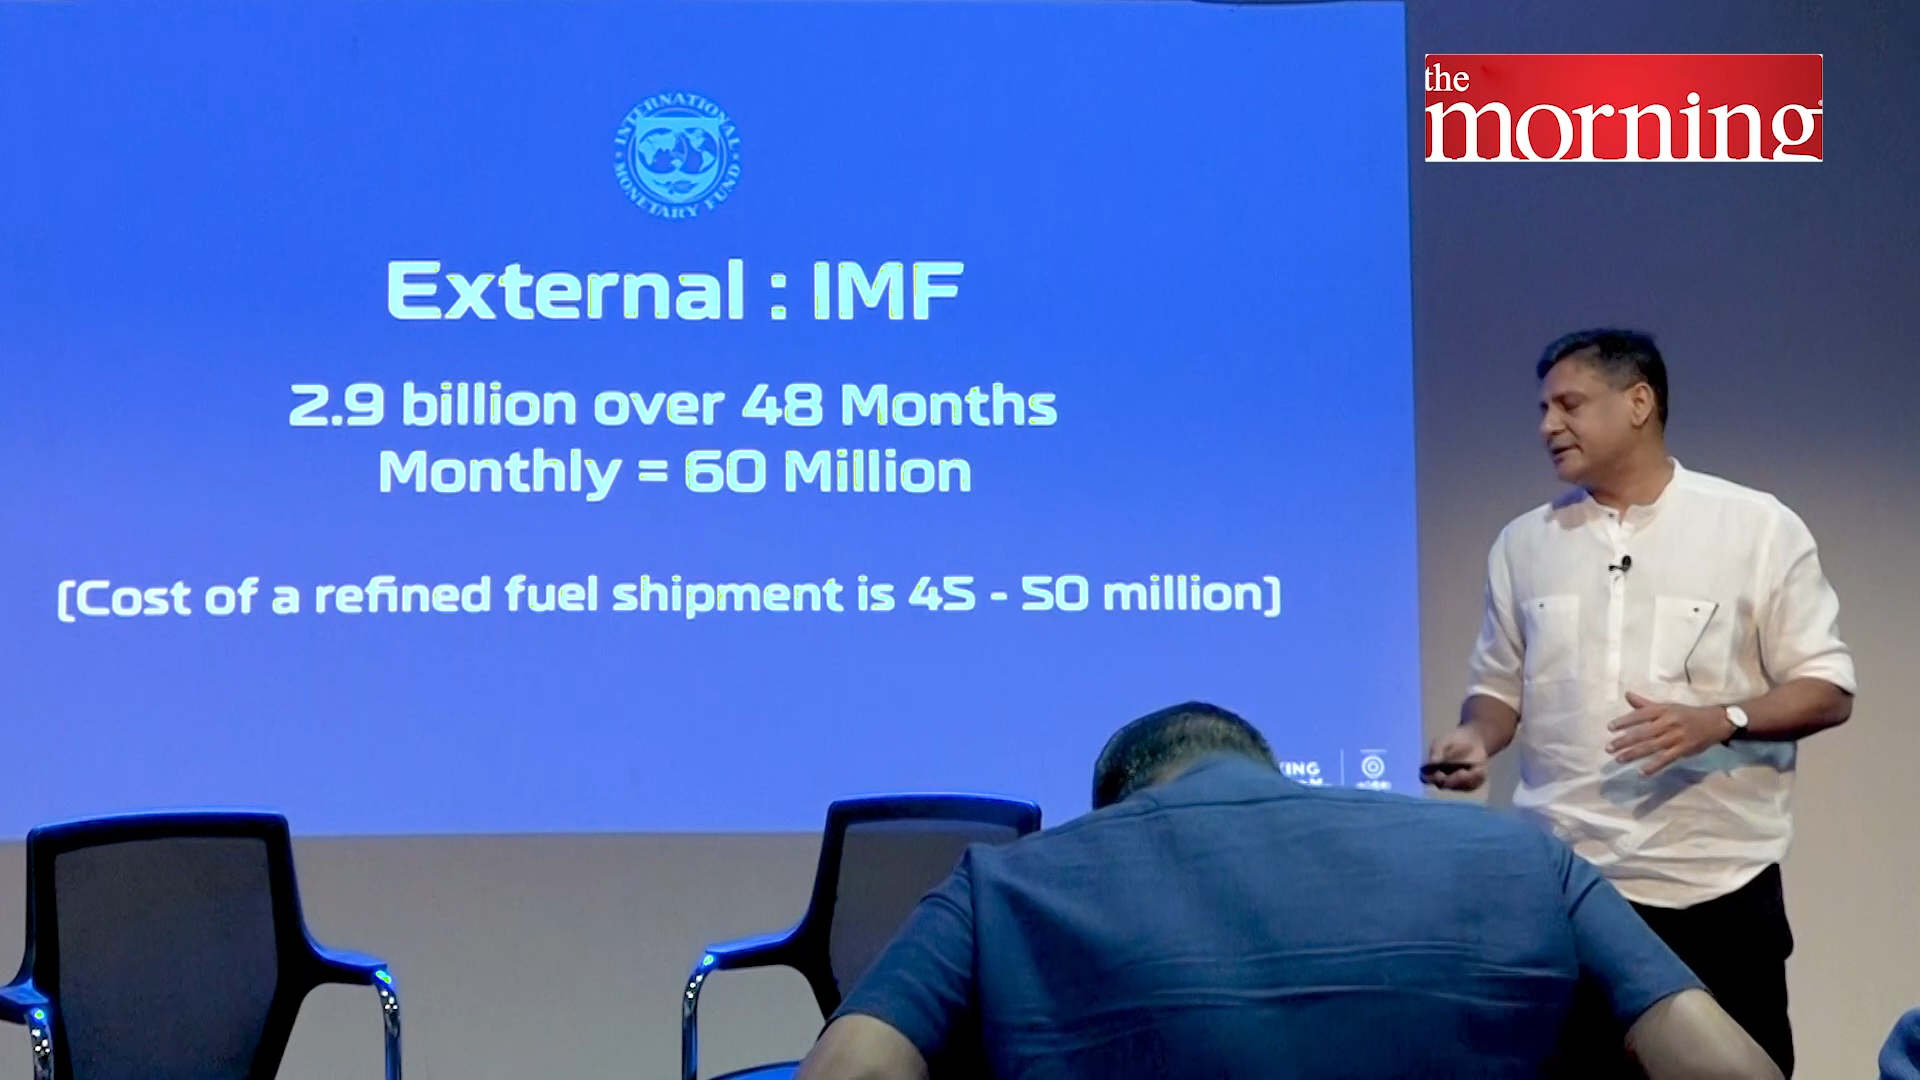 the
morning
INTERNATIONAL
MONETARY FUND
External : IMF
2.9 billion over 48 Months
Monthly = 60 Million
(Cost of a refined fuel shipment is 45 - 50 million)